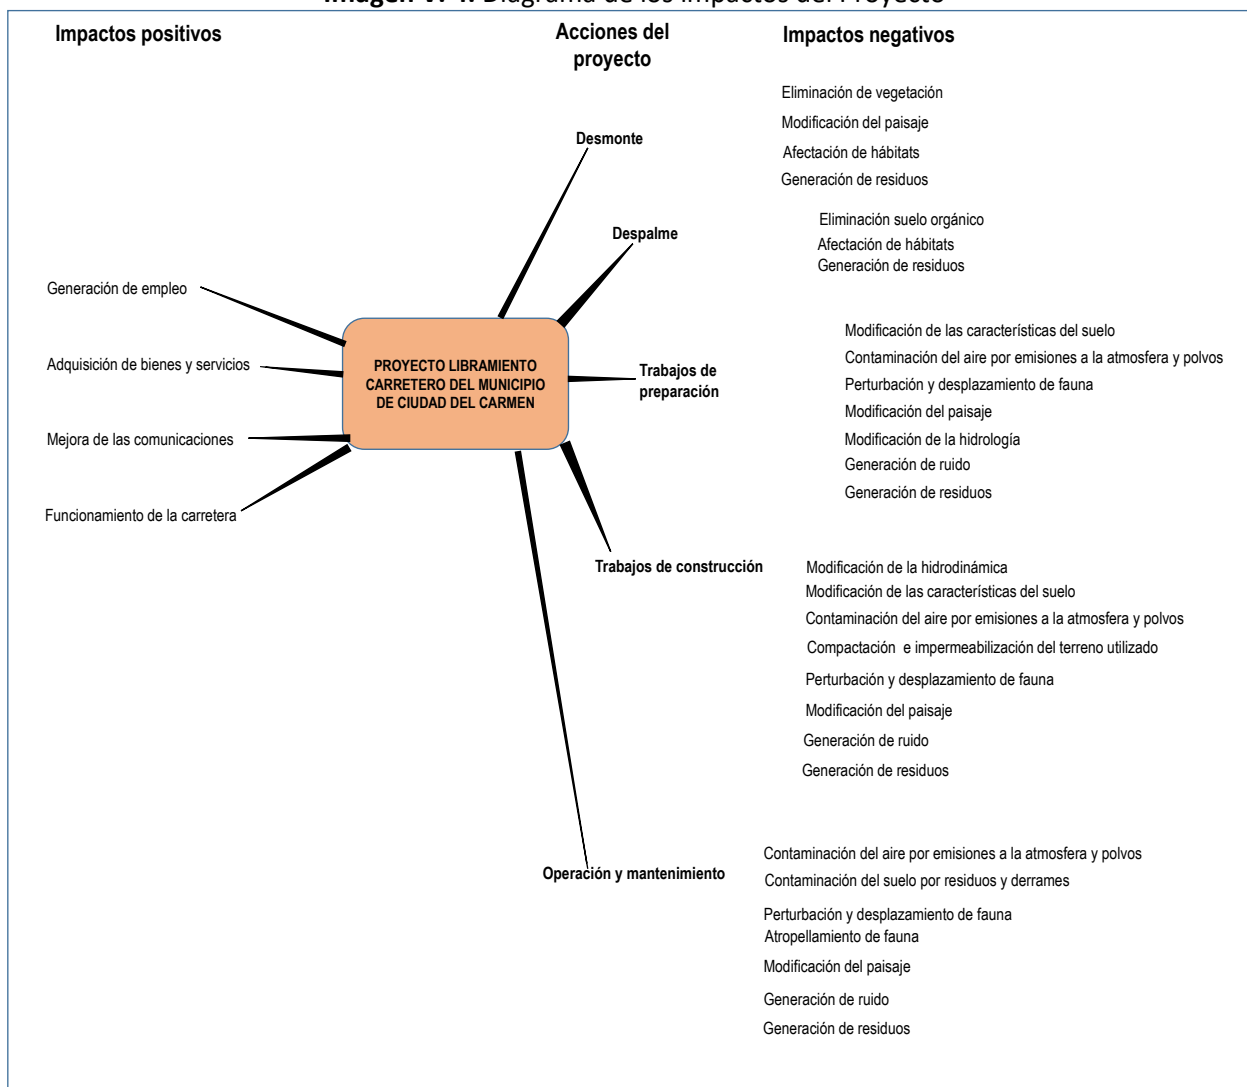 Imagen V. 4. Diagrama de los impactos del Proyecto
Impactos positivos
Acciones del
proyecto
Impactos negativos
Eliminación de vegetación
Modificación del paisaje
Desmonte
Afectación de hábitats
Generación de residuos
Eliminación suelo orgánico
Despalme
Afectación de hábitats
Generación de residuos
Generación de empleo
Adquisición de bienes y servicios
Mejora de las comunicaciones
Funcionamiento de la carretera
PROYECTO LIBRAMIENTO
CARRETERO DEL MUNICIPIO
DE CIUDAD DEL CARMEN
Trabajos de
preparación
Modificación de las características del suelo
Contaminación del aire por emisiones a la atmosfera y polvos
Perturbación y desplazamiento de fauna
Modificación del paisaje
Modificación de la hidrología
Generación de ruido
Generación de residuos
Trabajos de construcción
Modificación de la hidrodinámica
Modificación de las características del suelo
Contaminación del aire por emisiones a la atmosfera y polvos
Compactación e impermeabilización del terreno utilizado
Perturbación y desplazamiento de fauna
Modificación del paisaje
Generación de ruido
Generación de residuos
Operación y mantenimiento
Contaminación del aire por emisiones a la atmosfera y polvos
Contaminación del suelo por residuos y derrames
Perturbación y desplazamiento de fauna
Atropellamiento de fauna
Modificación del paisaje
Generación de ruido
Generación de residuos